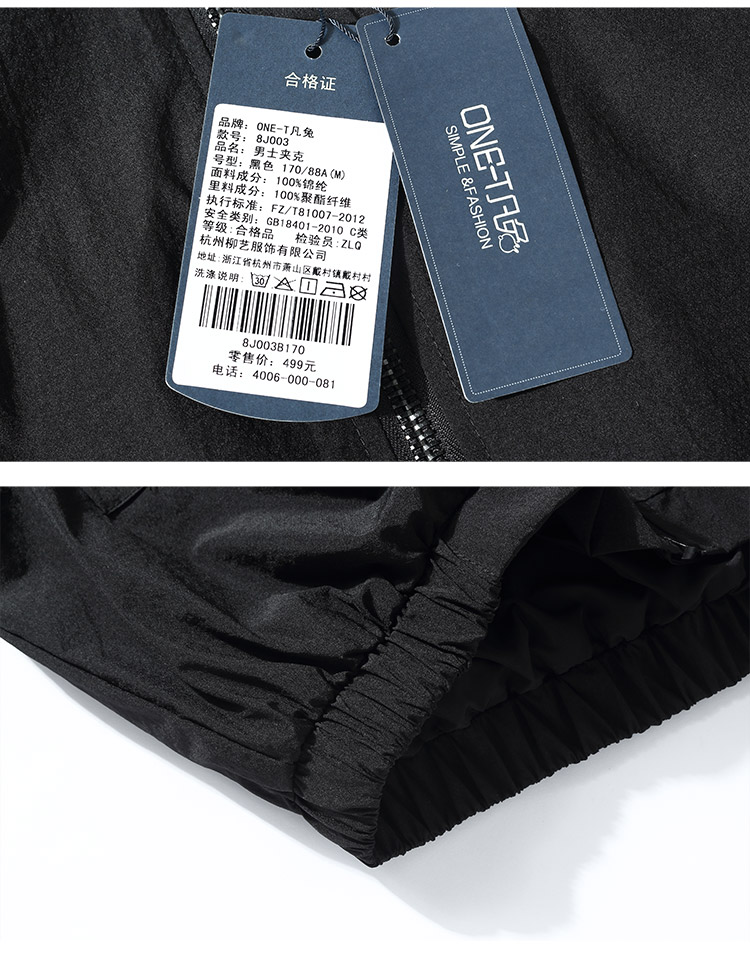 合格证
品牌: ONE-T凡兔
款号: 8J003
品名: 男士夹克
号型: 黑色 170/88A(M)
面料成分: 100%锦纶
里料成分: 100%聚酯纤维
执行标准: FZ/T81007-2012
安全类别: GB18401-2010 C类
等级: 合格品 检验员: ZLQ
杭州柳艺服饰有限公司
地址: 浙江省杭州市萧山区戴村镇戴村村
洗涤说明: 30
8J003B170
零售价: 499元
电话: 4006-000-081
ONE-T凡兔
SIMPLE &FASHION